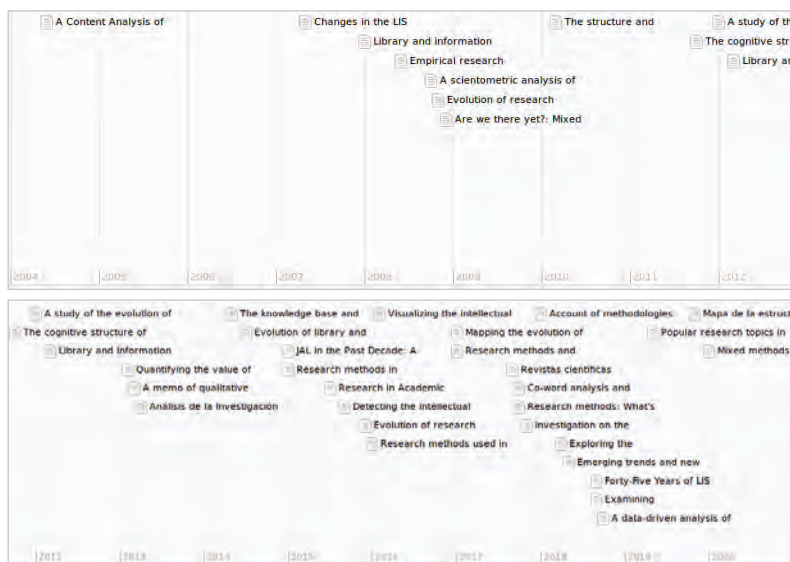 A Content Analysis of
Changes in the LIS
The structure and
A study of th
Library and information
The cognitive str
Empirical research
Library ar
A scientometric analysis of
Evolution of research
Are we there yet?: Mixed
2004
2005
2006
2007
2008
2009
2010
2011
2012
A study of the evolution of
The knowledge base and
Visualizing the intellectual
Account of methodologies
Mapa de la estruct
The cognitive structure of
Evolution of library and
Mapping the evolution of
Popular research topics in
Library and Information
JAL in the Past Decade: A
Research methods and
Mixed methods
Quantifying the value of
Research methods in
Revistas científicas
A memo of qualitative
Research in Academic
Co-word analysis and
Análisis de la Investigación
Detecting the intellectual
Research methods: What's
Evolution of research
Investigation on the
Research methods used in
Exploring the
Emerging trends and new
Forty-Five Years of LIS
Examining
A data-driven analysis of
2012
2013
2014
2015
2016
2017
2018
2019
2020